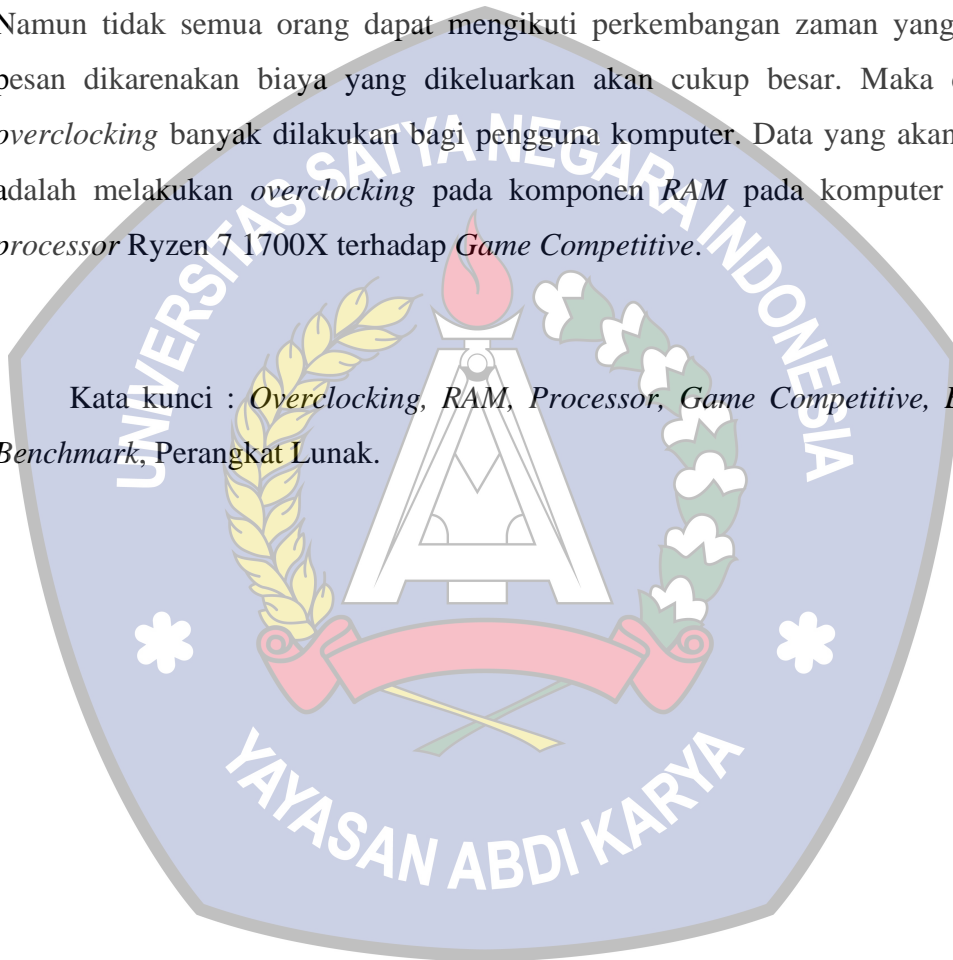 Namun tidak semua orang dapat mengikuti perkembangan zaman yang
pesan dikarenakan biaya yang dikeluarkan akan cukup besar. Maka
overclocking banyak dilakukan bagi pengguna komputer. Data yang akan
adalah melakukan overclocking pada komponen RAM pada komputer
processor Ryzen 7 1700X terhadap Game Competitive.
Kata kunci : Overclocking, RAM, Processor, Game Competitive,
Benchmark, Perangkat Lunak.
UNIVERSITAS SATYA NEGARA INDONESIA
YAYASAN ABDI KARYA